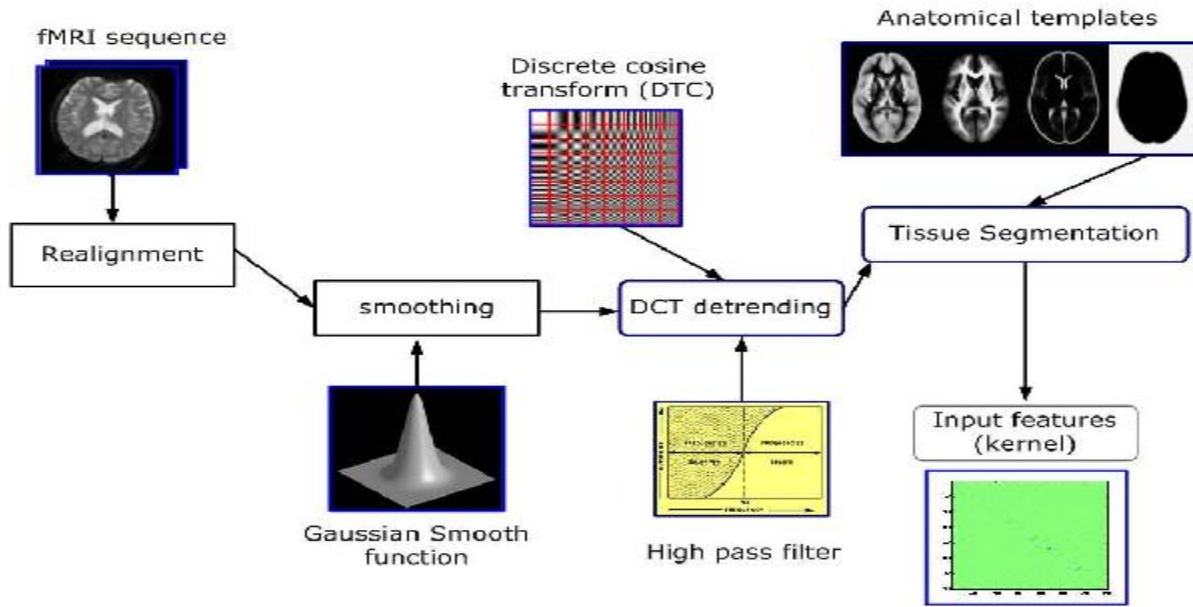 fMRI sequence
Anatomical templates
Discrete cosine
transform (DTC)
Realignment
Tissue Segmentation
smoothing
DCT detrending
Input features
(kernel)
Gaussian Smooth
function
High pass filter
FREQUENCY